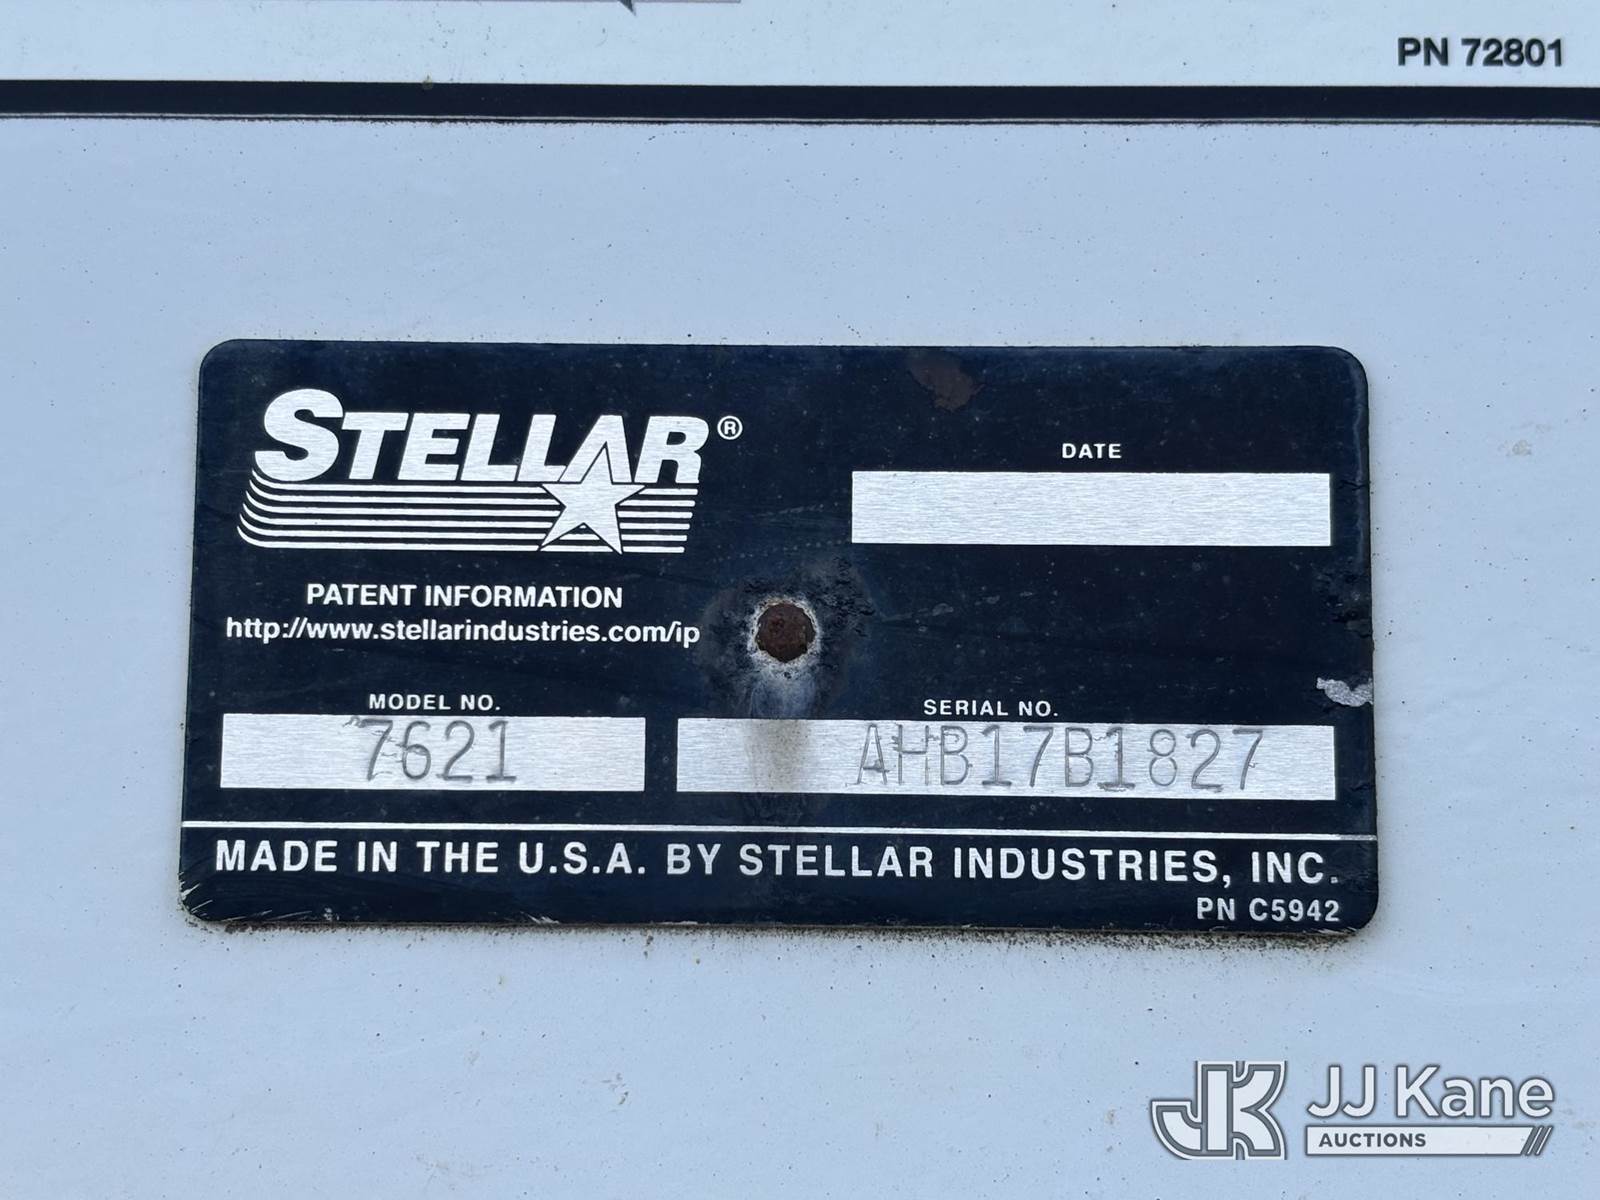 PN 72801
STELLAR®
DATE
PATENT INFORMATION
http://www.stellarindustries.com/ip
MODEL NO.
7621
SERIAL NO.
AHB17B1827
MADE IN THE U.S.A. BY STELLAR INDUSTRIES, INC.
PN C5942
JK JJ Kane
AUCTIONS